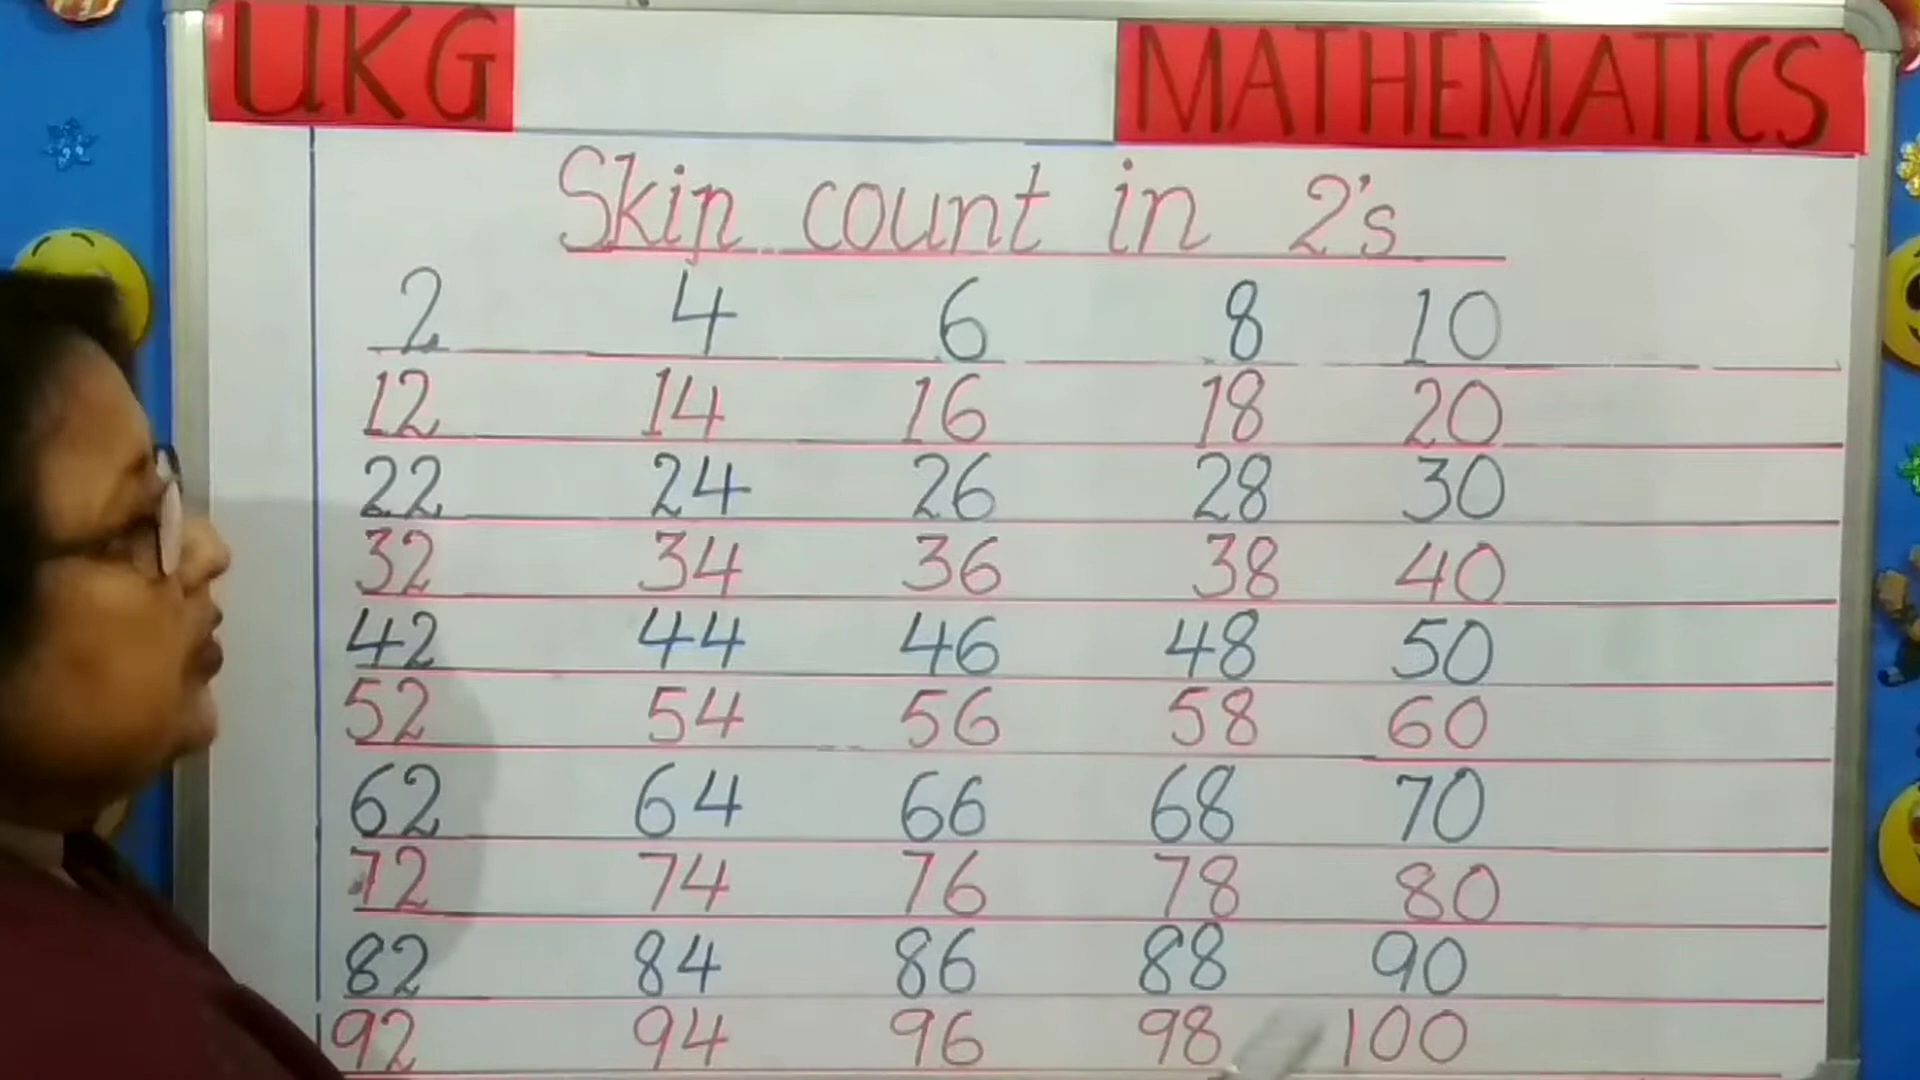 UKG MATHEMATICS
Skip count in 2's
2 4 6 8 10
12 14 16 18 20
22 24 26 28 30
32 34 36 38 40
42 44 46 48 50
52 54 56 58 60
62 64 66 68 70
72 74 76 78 80
82 84 86 88 90
92 94 96 98 100